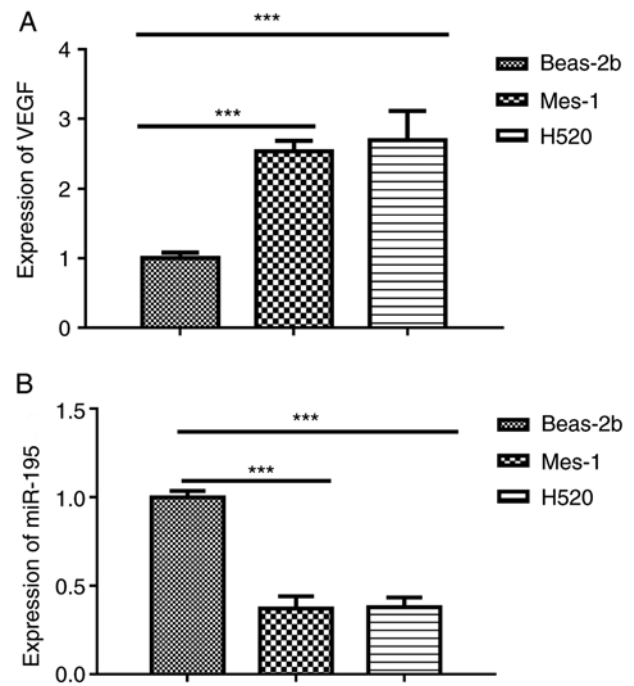 A
***
4
3
2
1
0
Expression of VEGF
***
Beas-2b
Mes-1
H520
B
***
1.5
1.0
0.5
0.0
Expression of miR-195
***
Beas-2b
Mes-1
H520